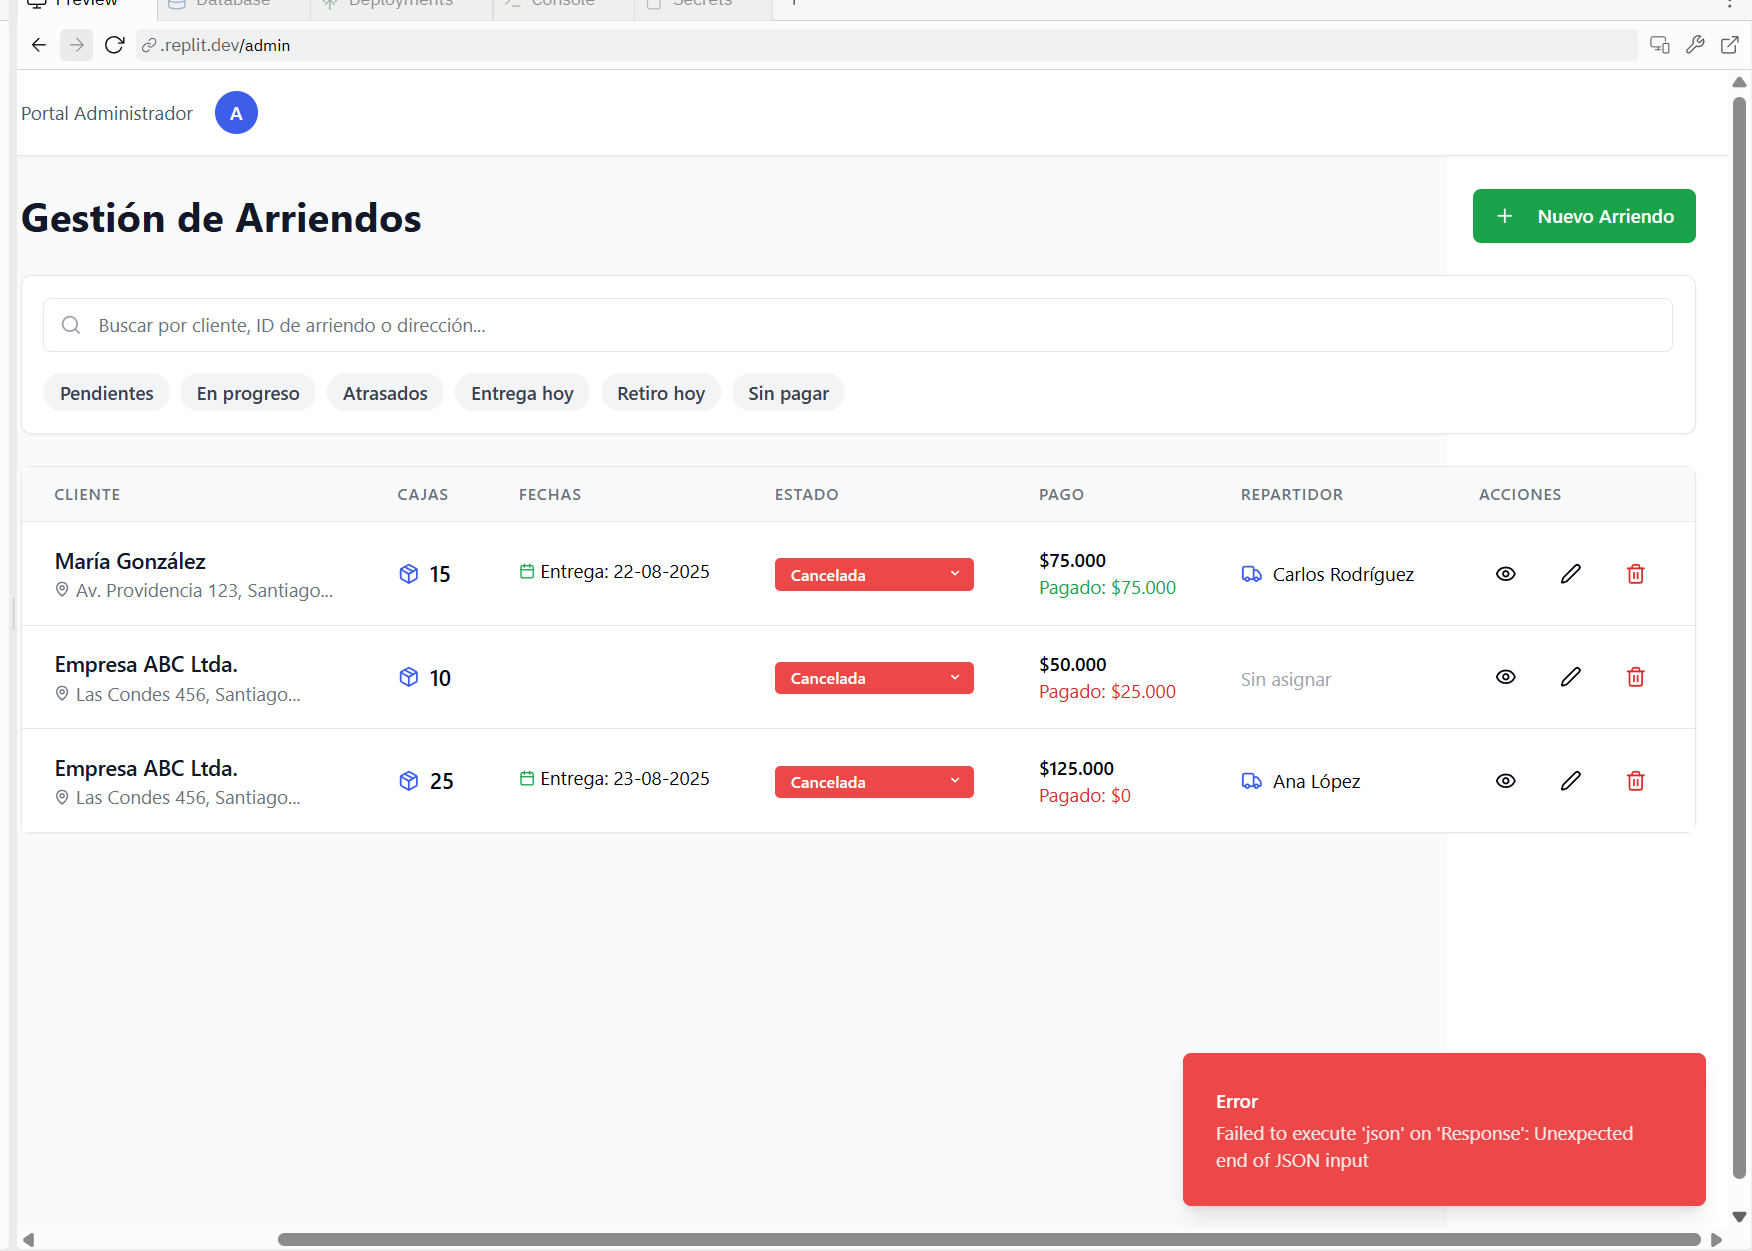 Preview Database Deployments Console Secrets
.replit.dev/admin
Portal Administrador A
Gestión de Arriendos
+ Nuevo Arriendo
Buscar por cliente, ID de arriendo o dirección...
Pendientes En progreso Atrasados Entrega hoy Retiro hoy Sin pagar
CLIENTE CAJAS FECHAS ESTADO PAGO REPARTIDOR ACCIONES
María González
Av. Providencia 123, Santiago...
15
Entrega: 22-08-2025
Cancelada
$75.000
Pagado: $75.000
Carlos Rodríguez
Empresa ABC Ltda.
Las Condes 456, Santiago...
10
Cancelada
$50.000
Pagado: $25.000
Sin asignar
Empresa ABC Ltda.
Las Condes 456, Santiago...
25
Entrega: 23-08-2025
Cancelada
$125.000
Pagado: $0
Ana López
Error
Failed to execute 'json' on 'Response': Unexpected
end of JSON input